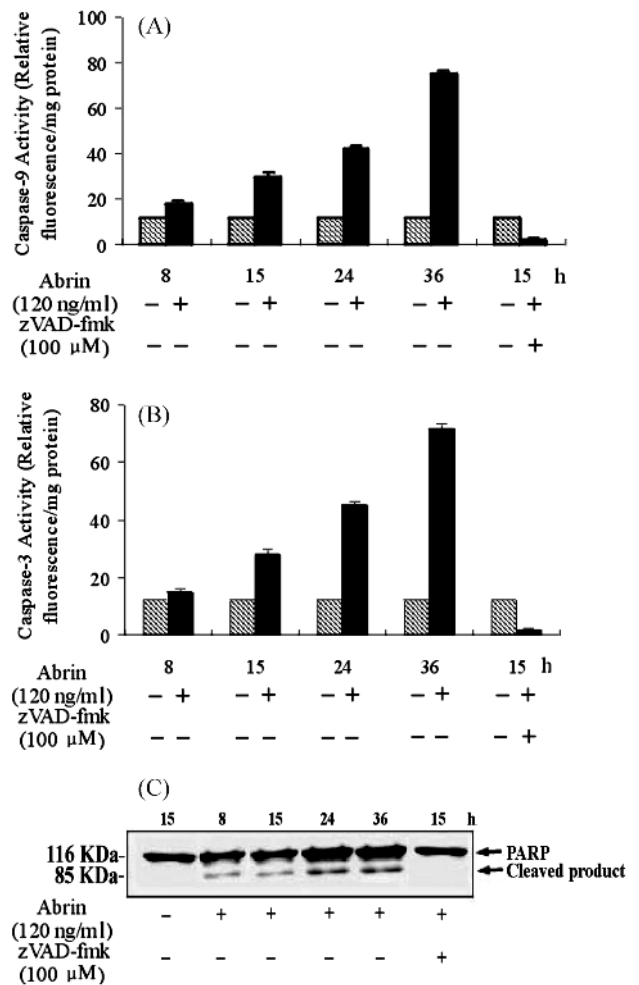 (A)
Caspase-9 Activity (Relative
fluorescence/mg protein)
100
80
60
40
20
0
Abrin 8 15 24 36 15 h
(120 ng/ml) − + − + − + − + − +
zVAD-fmk
(100 μM) − − − − − − − − − +
(B)
Caspase-3 Activity (Relative
fluorescence/mg protein)
80
60
40
20
0
Abrin 8 15 24 36 15 h
(120 ng/ml) − + − + − + − + − +
zVAD-fmk
(100 μM) − − − − − − − − − +
(C)
15 8 15 24 36 15 h
116 KDa- PARP
85 KDa- Cleaved product
Abrin − + + + + +
(120 ng/ml)
zVAD-fmk − − − − − +
(100 μM)